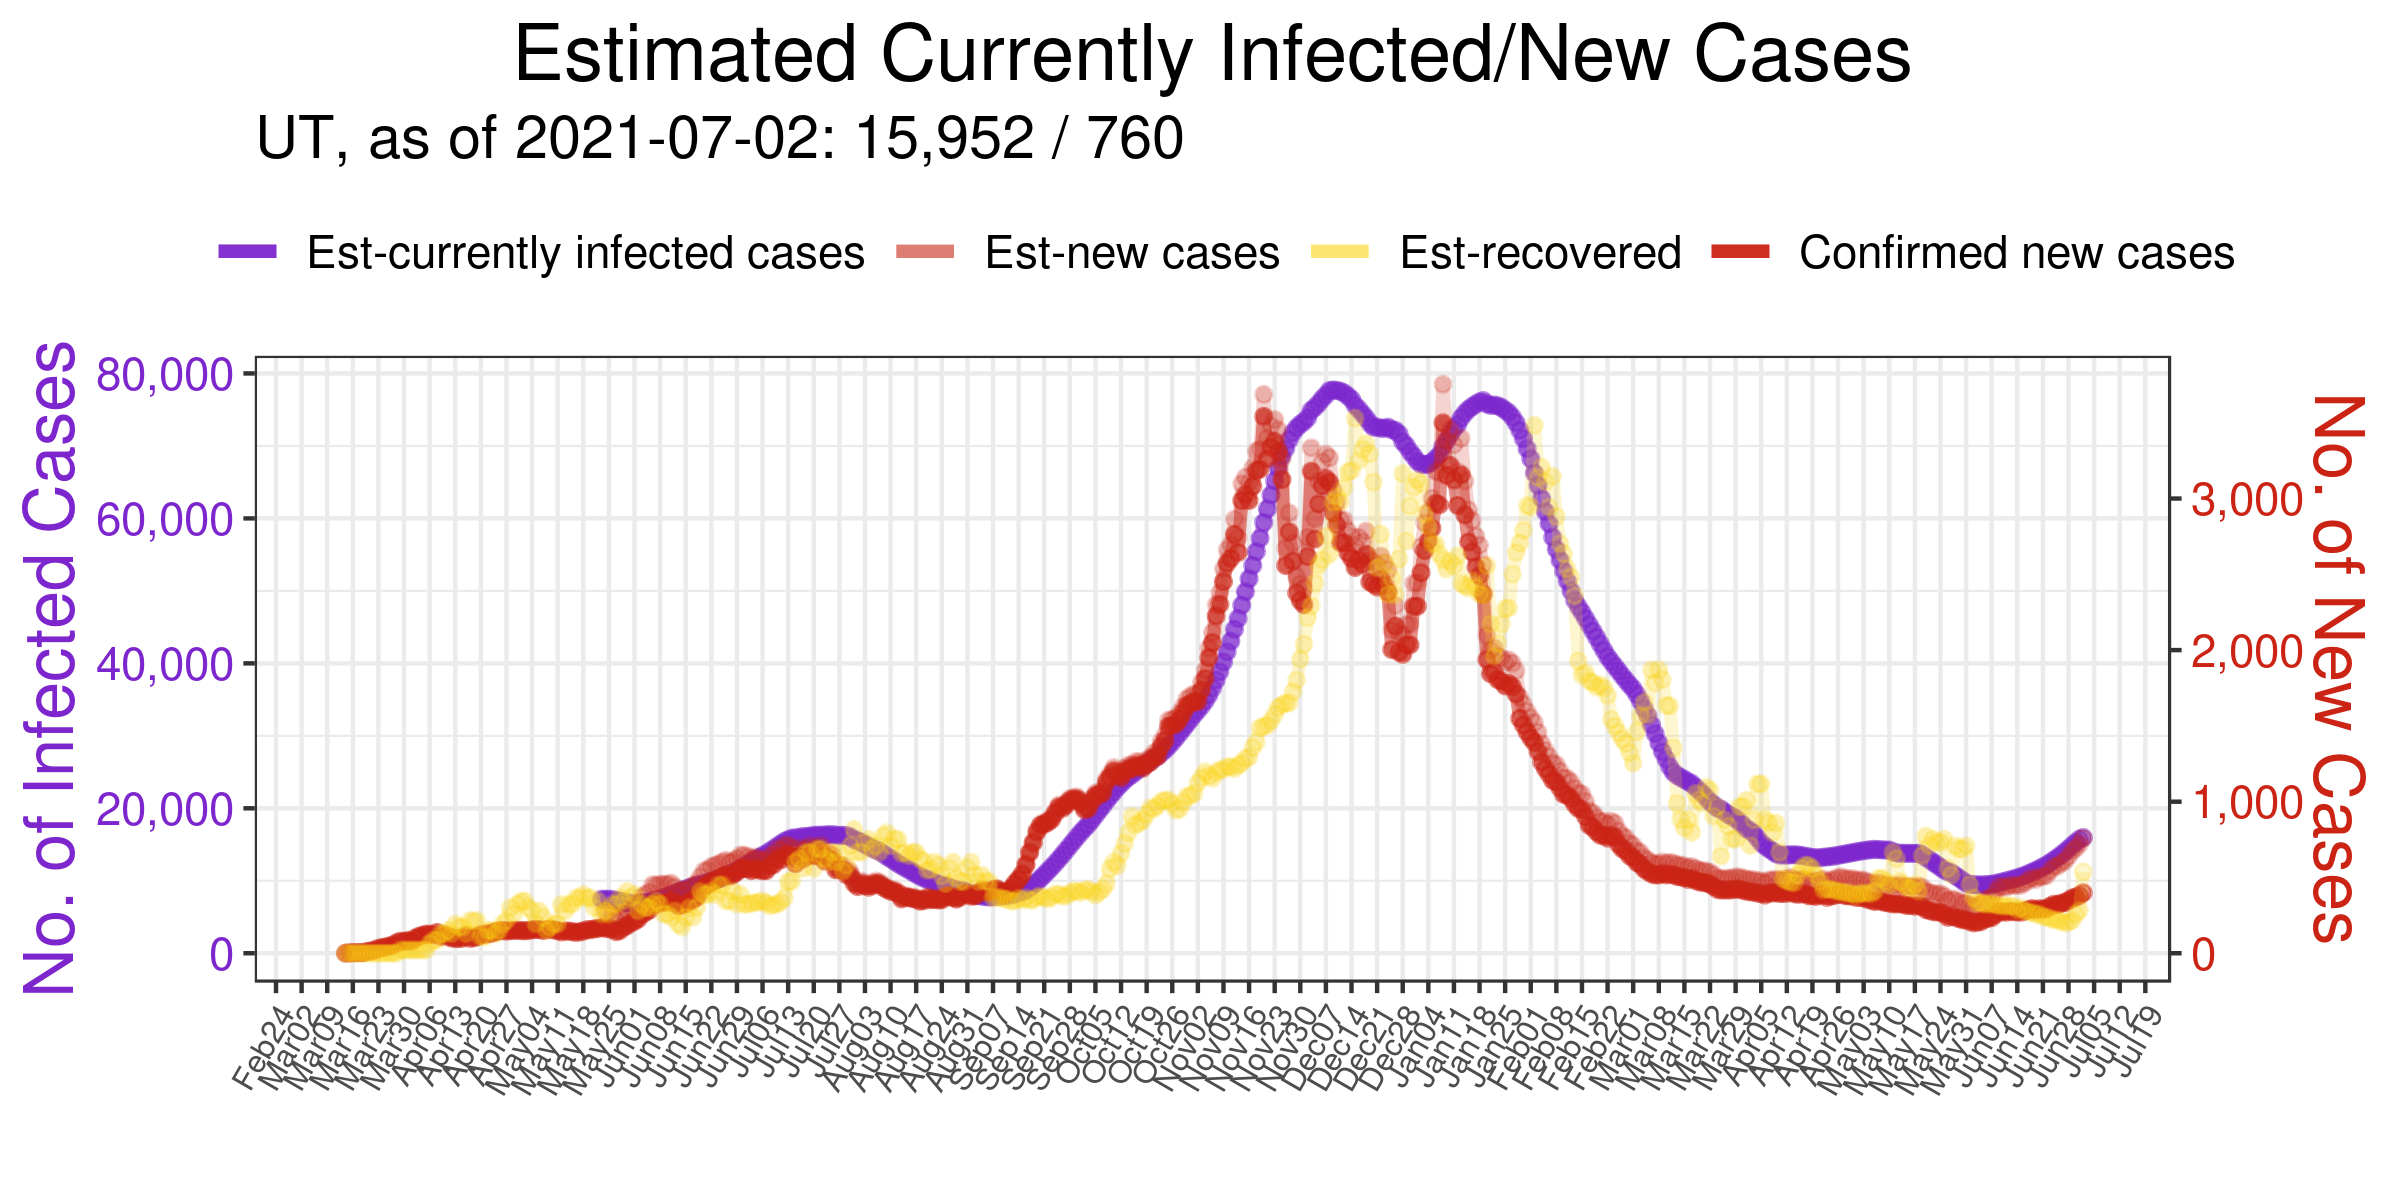 Estimated Currently Infected/New Cases
UT, as of 2021-07-02: 15,952 / 760
Est-currently infected cases Est-new cases Est-recovered Confirmed new cases
No. of Infected Cases
80,000
60,000
40,000
20,000
0
No. of New Cases
3,000
2,000
1,000
0
Feb24 Mar02 Mar09 Mar16 Mar23 Mar30 Apr06 Apr13 Apr20 Apr27 May04 May11 May18 May25 Jun01 Jun08 Jun15 Jun22 Jun29 Jul06 Jul13 Jul20 Jul27 Aug03 Aug10 Aug17 Aug24 Aug31 Sep07 Sep14 Sep21 Sep28 Oct05 Oct12 Oct19 Oct26 Nov02 Nov09 Nov16 Nov23 Nov30 Dec07 Dec14 Dec21 Dec28 Jan04 Jan11 Jan18 Jan25 Feb01 Feb08 Feb15 Feb22 Mar01 Mar08 Mar15 Mar22 Mar29 Apr05 Apr12 Apr19 Apr26 May03 May10 May17 May24 May31 Jun07 Jun14 Jun21 Jun28 Jul05 Jul12 Jul19